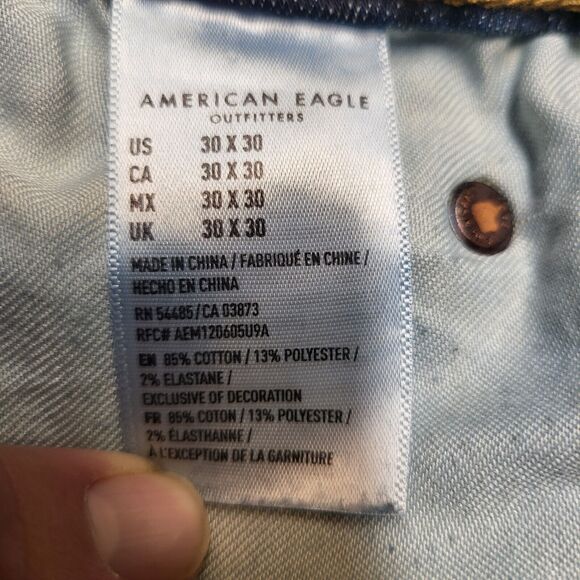 AMERICAN EAGLE
OUTFITTERS
US 30 X 30
CA 30 X 30
MX 30 X 30
UK 30 X 30
MADE IN CHINA / FABRIQUÉ EN CHINE /
HECHO EN CHINA
RN 54485 / CA 03873
RFC# AEM120605U9A
EN 85% COTTON / 13% POLYESTER /
2% ELASTANE /
EXCLUSIVE OF DECORATION
FR 85% COTON / 13% POLYESTER /
2% ÉLASTHANNE /
À L'EXCEPTION DE LA GARNITURE